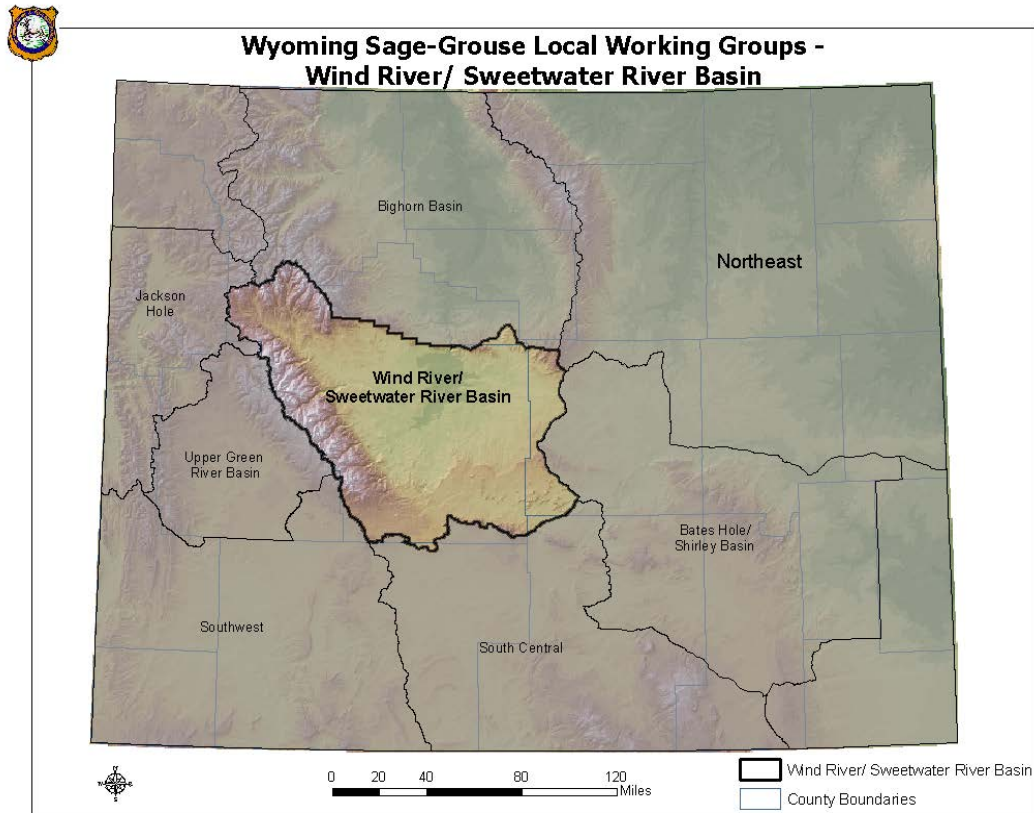 Wyoming Sage-Grouse Local Working Groups -
Wind River/ Sweetwater River Basin
Bighorn Basin
Northeast
Jackson
Hole
Wind River/
Sweetwater River Basin
Upper Green
River Basin
Bates Hole/
Shirley Basin
Southwest
South Central
0 20 40 80 120
Miles
Wind River/ Sweetwater River Basin
County Boundaries